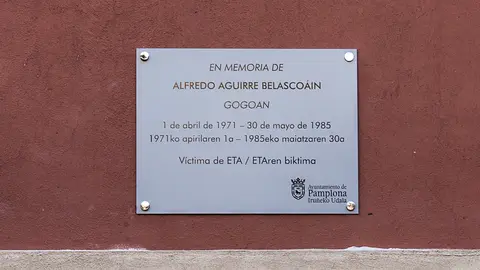 EN MEMORIA DE
ALFREDO AGUIRRE BELASCOÁIN
GOGOAN
1 de abril de 1971 – 30 de mayo de 1985
1971ko apirilaren 1a – 1985eko maiatzaren 30a
Víctima de ETA / ETAren biktima
Ayuntamiento de
Pamplona
Iruñeko Udala